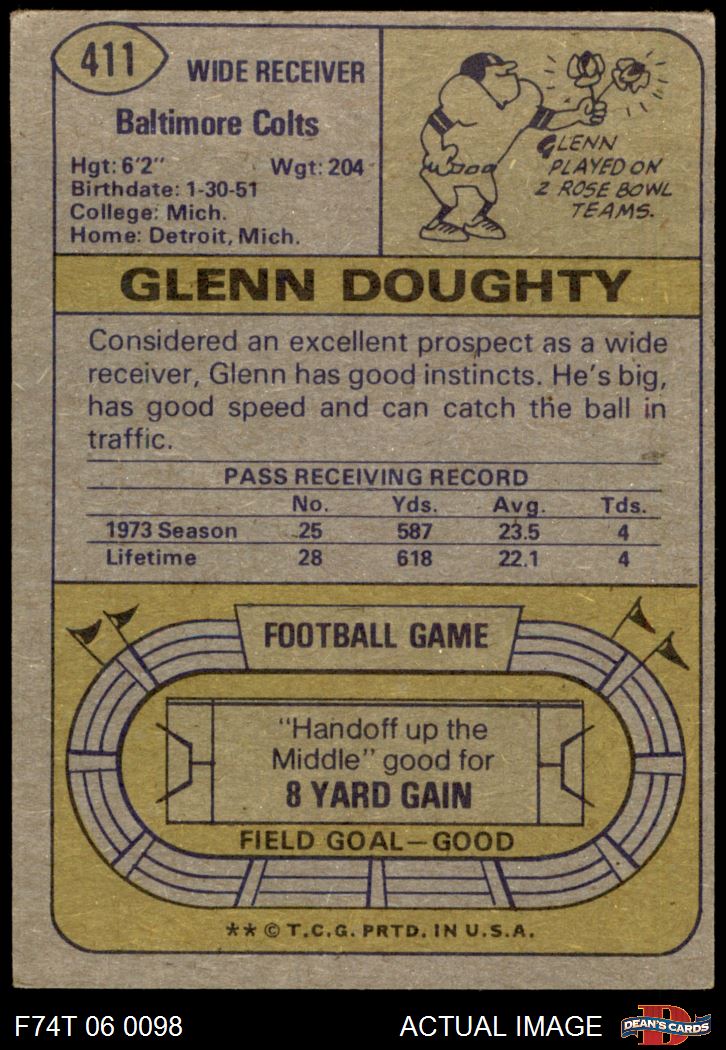 411
WIDE RECEIVER
Baltimore Colts
Hgt: 6'2" Wgt: 204
Birthdate: 1-30-51
College: Mich.
Home: Detroit, Mich.
GLENN
PLAYED ON
2 ROSE BOWL
TEAMS.
GLENN DOUGHTY
Considered an excellent prospect as a wide
receiver, Glenn has good instincts. He's big,
has good speed and can catch the ball in
traffic.
PASS RECEIVING RECORD
No. Yds. Avg. Tds.
1973 Season 25 587 23.5 4
Lifetime 28 618 22.1 4
FOOTBALL GAME
"Handoff up the
Middle" good for
8 YARD GAIN
FIELD GOAL—GOOD
** © T.C.G. PRTD. IN U.S.A.
F74T 06 0098 ACTUAL IMAGE
D
DEAN'S CARDS